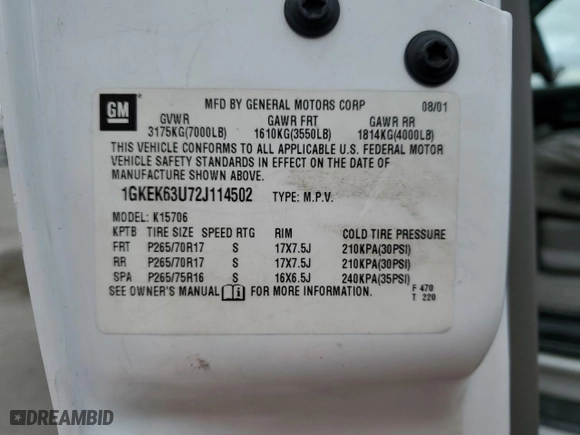 GM
MFD BY GENERAL MOTORS CORP 08/01
GVWR GAWR FRT GAWR RR
3175KG(7000LB) 1610KG(3550LB) 1814KG(4000LB)
THIS VEHICLE CONFORMS TO ALL APPLICABLE U.S. FEDERAL MOTOR
VEHICLE SAFETY STANDARDS IN EFFECT ON THE DATE OF
MANUFACTURE SHOWN ABOVE.
1GKEK63U72J114502 TYPE: M.P.V.
MODEL: K15706
KPTB TIRE SIZE SPEED RTG RIM COLD TIRE PRESSURE
FRT P265/70R17 S 17X7.5J 210KPA(30PSI)
RR P265/70R17 S 17X7.5J 210KPA(30PSI)
SPA P265/75R16 S 16X6.5J 240KPA(35PSI)
SEE OWNER'S MANUAL FOR MORE INFORMATION. F 470
T 220
DREAMBID